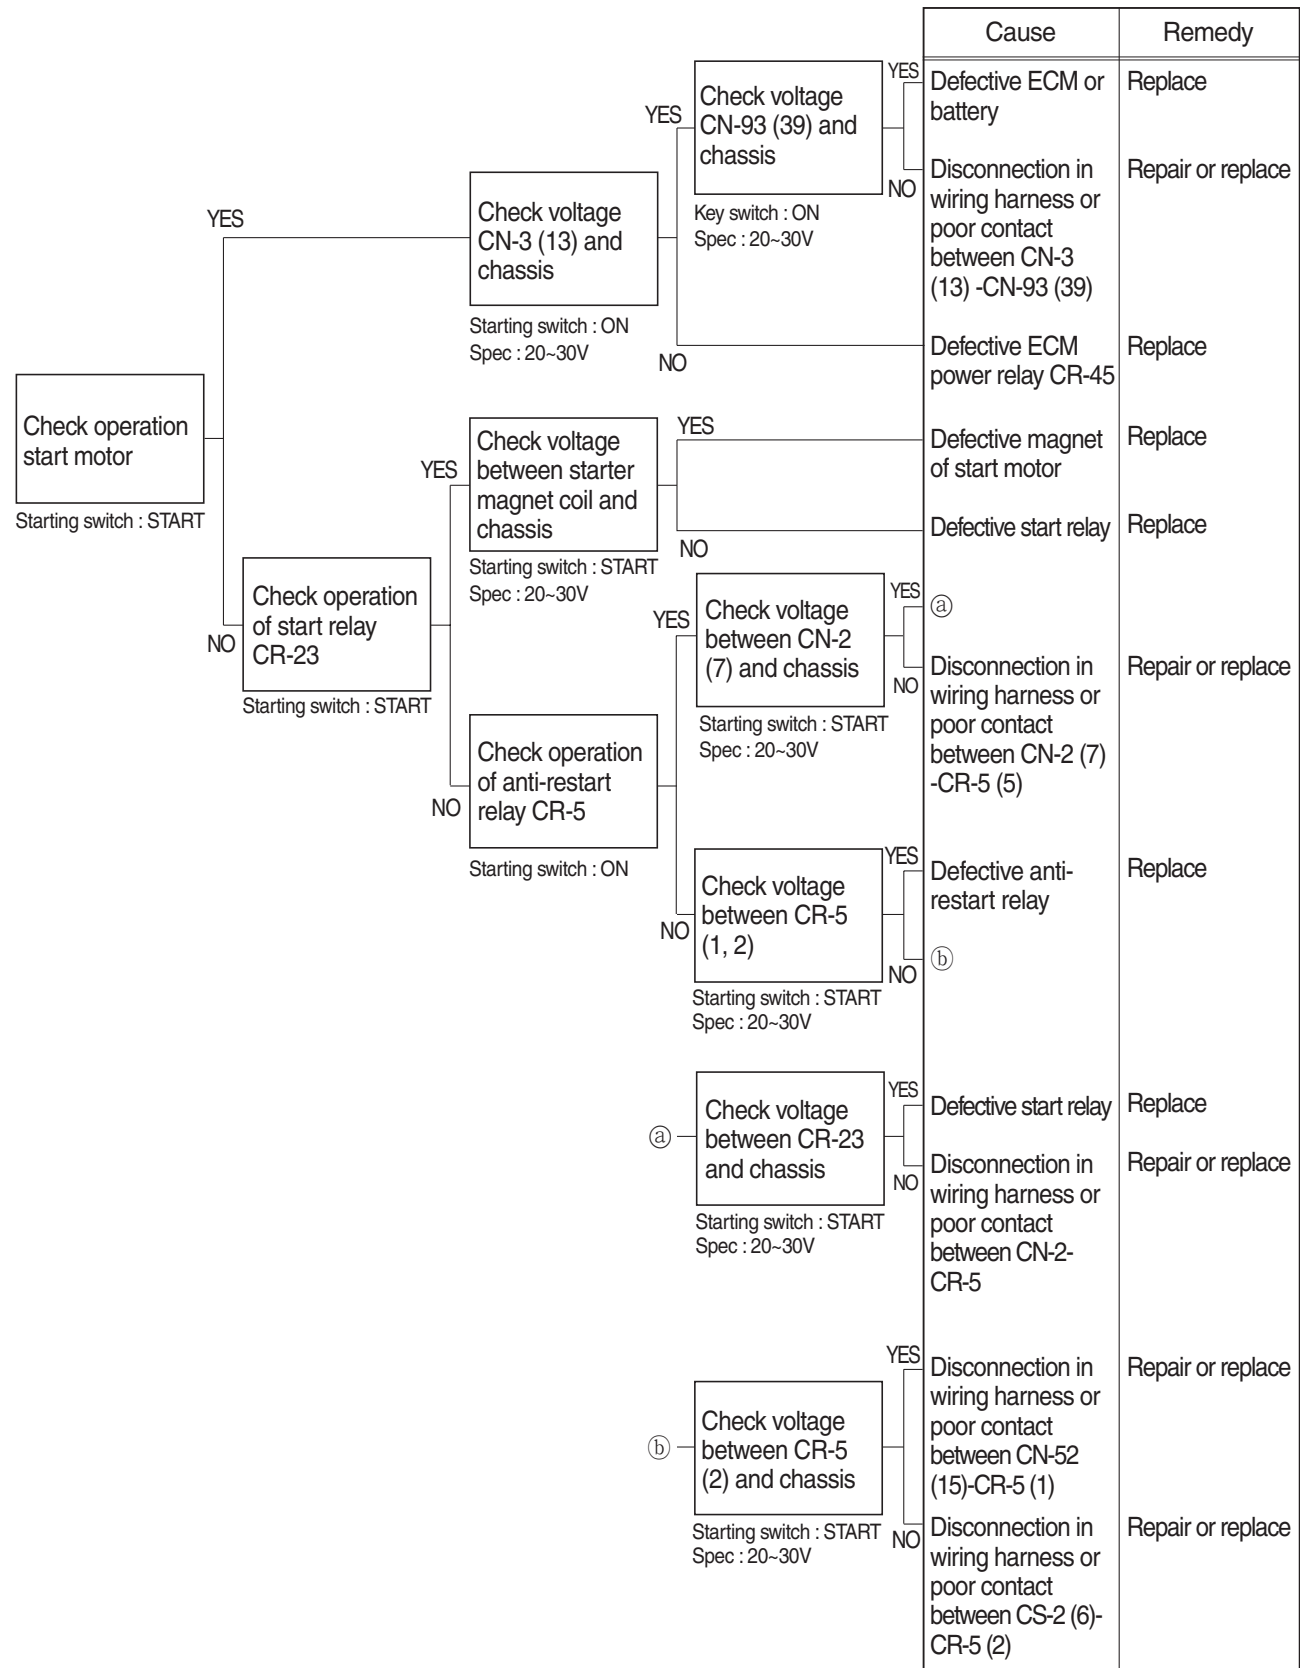 Cause
Remedy
YES
Check voltage
CN-93 (39) and
chassis
Key switch : ON
Spec : 20~30V
YES
Defective ECM or
battery
Replace
NO
Disconnection in
wiring harness or
poor contact
between CN-3
(13) -CN-93 (39)
Repair or replace
YES
Check voltage
CN-3 (13) and
chassis
Starting switch : ON
Spec : 20~30V
NO
Defective ECM
power relay CR-45
Replace
Check operation
start motor
Starting switch : START
YES
Check voltage
between starter
magnet coil and
chassis
Starting switch : START
Spec : 20~30V
YES
Defective magnet
of start motor
Replace
NO
Defective start relay
Replace
NO
Check operation
of start relay
CR-23
Starting switch : START
YES
Check voltage
between CN-2
(7) and chassis
Starting switch : START
Spec : 20~30V
YES
ⓐ
NO
Disconnection in
wiring harness or
poor contact
between CN-2 (7)
-CR-5 (5)
Repair or replace
NO
Check operation
of anti-restart
relay CR-5
Starting switch : ON
NO
Check voltage
between CR-5
(1, 2)
Starting switch : START
Spec : 20~30V
YES
Defective anti-
restart relay
Replace
NO
ⓑ
ⓐ
Check voltage
between CR-23
and chassis
Starting switch : START
Spec : 20~30V
YES
Defective start relay
Replace
NO
Disconnection in
wiring harness or
poor contact
between CN-2-
CR-5
Repair or replace
ⓑ
Check voltage
between CR-5
(2) and chassis
Starting switch : START
Spec : 20~30V
YES
Disconnection in
wiring harness or
poor contact
between CN-52
(15)-CR-5 (1)
Repair or replace
NO
Disconnection in
wiring harness or
poor contact
between CS-2 (6)-
CR-5 (2)
Repair or replace